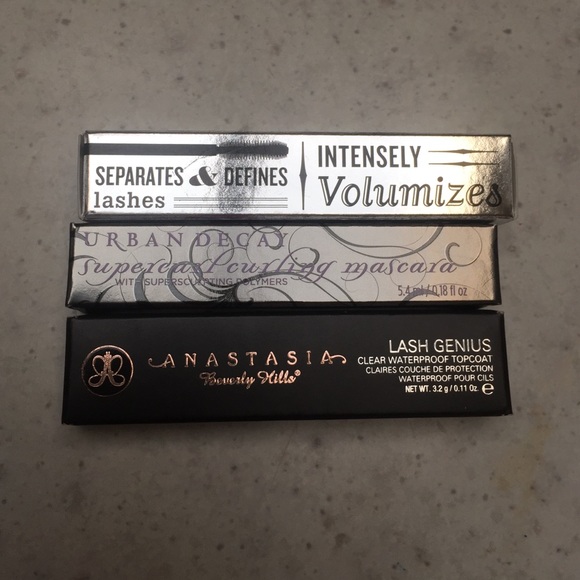 SEPARATES & DEFINES
lashes
INTENSELY
Volumizes
URBAN DECAY
supercurl curling mascara
WITH SUPERSCULPTING POLYMERS
5.4 ml / 0.18 fl oz
ANASTASIA
Beverly Hills®
LASH GENIUS
CLEAR WATERPROOF TOPCOAT
CLAIRES COUCHE DE PROTECTION
WATERPROOF POUR CILS
NET WT. 3.2 g / 0.11 Oz. e